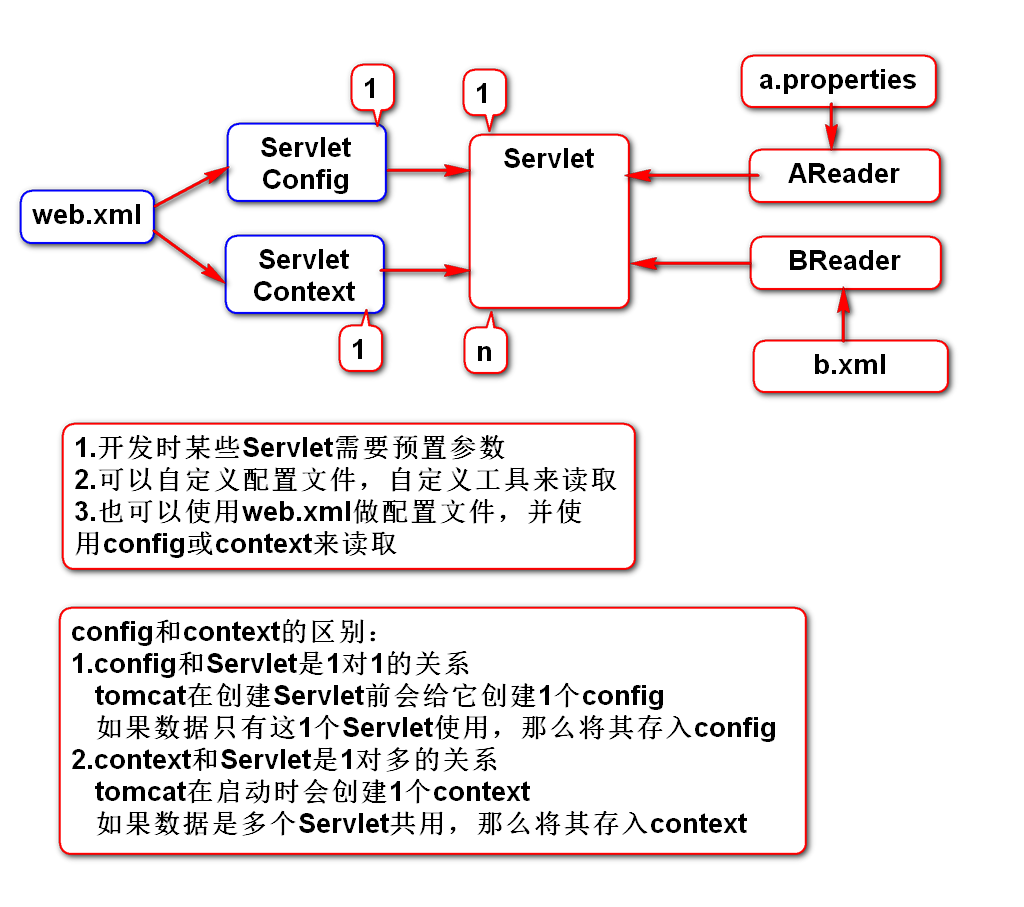 1
1
a.properties
Servlet
Config
Servlet
AReader
web.xml
Servlet
Context
BReader
1
n
b.xml
1.开发时某些Servlet需要预置参数
2.可以自定义配置文件，自定义工具来读取
3.也可以使用web.xml做配置文件，并使
用config或context来读取
config和context的区别：
1.config和Servlet是1对1的关系
tomcat在创建Servlet前会给它创建1个config
如果数据只有这1个Servlet使用，那么将其存入config
2.context和Servlet是1对多的关系
tomcat在启动时会创建1个context
如果数据是多个Servlet共用，那么将其存入context